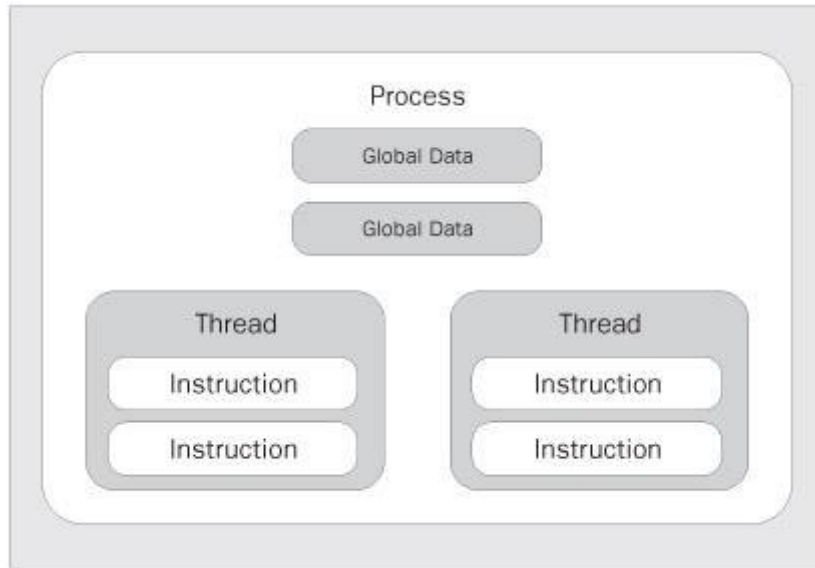 Process
Global Data
Global Data
Thread
Thread
Instruction
Instruction
Instruction
Instruction